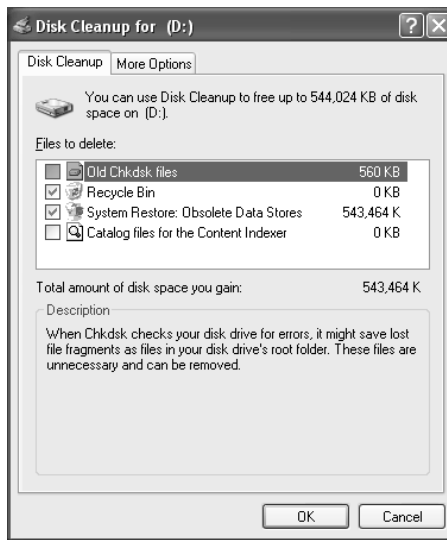 Disk Cleanup for (D:)
Disk Cleanup
More Options
You can use Disk Cleanup to free up to 544,024 KB of disk
space on (D:).
Files to delete:
Old Chkdsk files 560 KB
Recycle Bin 0 KB
System Restore: Obsolete Data Stores 543,464 K
Catalog files for the Content Indexer 0 KB
Total amount of disk space you gain: 543,464 K
Description
When Chkdsk checks your disk drive for errors, it might save lost
file fragments as files in your disk drive's root folder. These files are
unnecessary and can be removed.
OK
Cancel